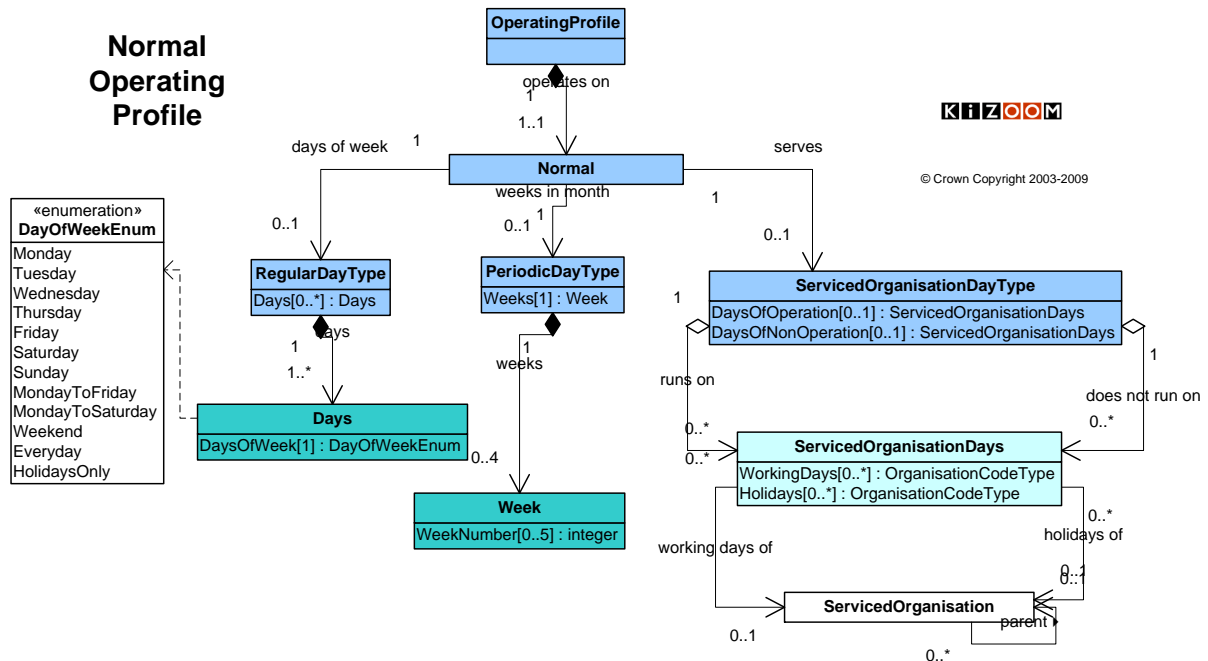 Normal
Operating
Profile
OperatingProfile
operates on
1
1..1
KiZOOM
© Crown Copyright 2003-2009
days of week
1
Normal
serves
weeks in month
1
1
0..1
0..1
0..1
«enumeration»
DayOfWeekEnum
Monday
Tuesday
Wednesday
Thursday
Friday
Saturday
Sunday
MondayToFriday
MondayToSaturday
Weekend
Everyday
HolidaysOnly
RegularDayType
Days[0..*] : Days
days
1
1..*
Days
DaysOfWeek[1] : DayOfWeekEnum
PeriodicDayType
Weeks[1] : Week
1
weeks
0..4
Week
WeekNumber[0..5] : integer
ServicedOrganisationDayType
DaysOfOperation[0..1] : ServicedOrganisationDays
DaysOfNonOperation[0..1] : ServicedOrganisationDays
1
1
runs on
does not run on
0..*
0..*
0..*
ServicedOrganisationDays
WorkingDays[0..*] : OrganisationCodeType
Holidays[0..*] : OrganisationCodeType
0..*
working days of
holidays of
0..1
0..1
ServicedOrganisation
parent
0..1
0..*